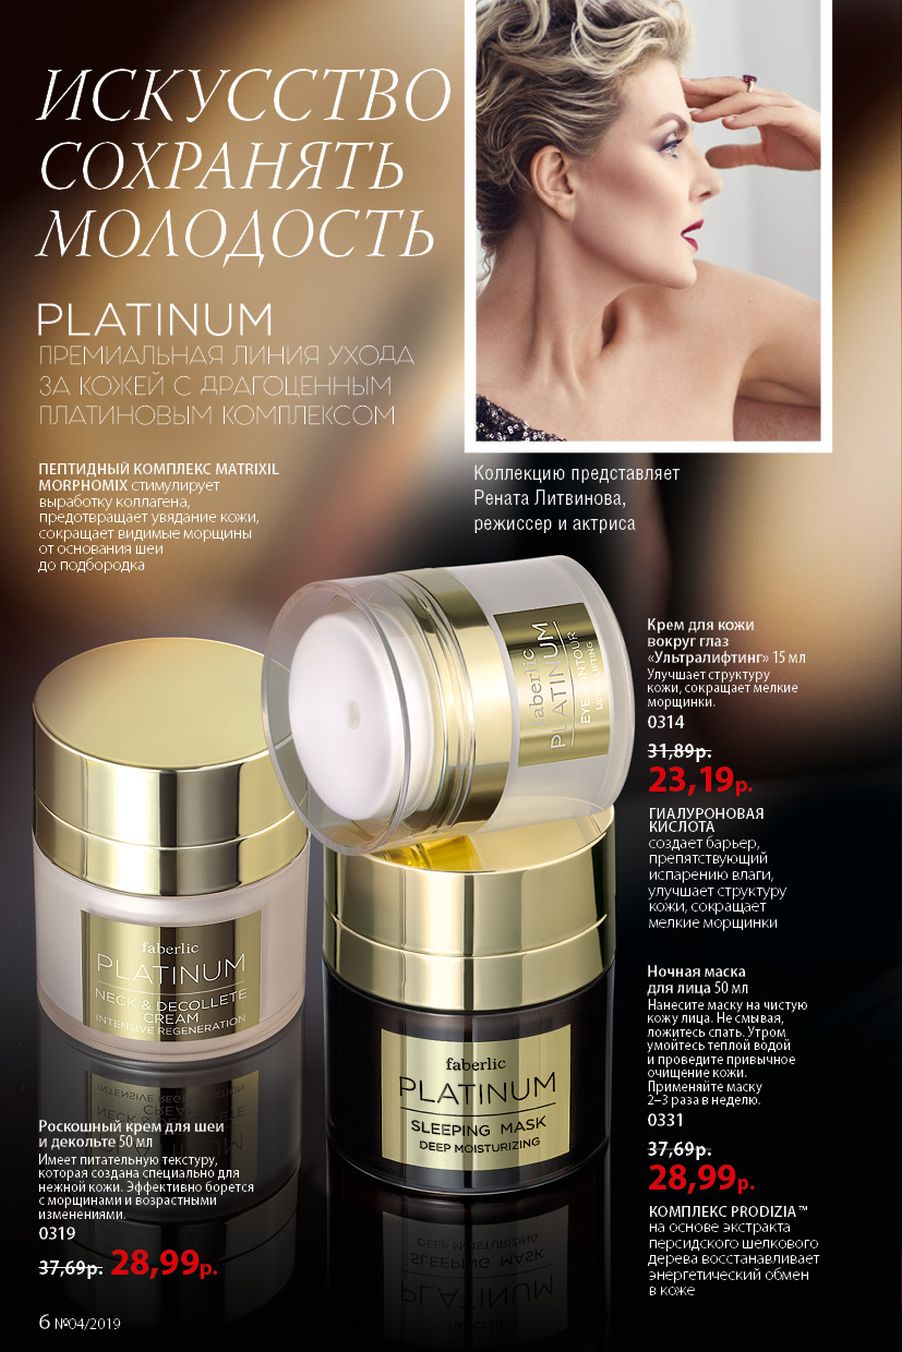 ИСКУССТВО
СОХРАНЯТЬ
МОЛОДОСТЬ
PLATINUM
ПРЕМИАЛЬНАЯ ЛИНИЯ УХОДА
ЗА КОЖЕЙ С ДРАГОЦЕННЫМ
ПЛАТИНОВЫМ КОМПЛЕКСОМ
ПЕПТИДНЫЙ КОМПЛЕКС MATRIXIL
MORPHOMIX стимулирует
выработку коллагена,
предотвращает увядание кожи,
сокращает видимые морщины
от основания шеи
до подбородка
Коллекцию представляет
Рената Литвинова,
режиссер и актриса
faberlic
PLATINUM
EYE CONTOUR
ULTRA LIFTING
Крем для кожи
вокруг глаз
«Ультралифтинг» 15 мл
Улучшает структуру
кожи, сокращает мелкие
морщинки.
0314
31,89р.
23,19р.
ГИАЛУРОНОВАЯ
КИСЛОТА
создает барьер,
препятствующий
испарению влаги,
улучшает структуру
кожи, сокращает
мелкие морщинки
faberlic
PLATINUM
NECK & DECOLLETE
CREAM
INTENSIVE REGENERATION
faberlic
PLATINUM
SLEEPING MASK
DEEP MOISTURIZING
Ночная маска
для лица 50 мл
Нанесите маску на чистую
кожу лица. Не смывая,
ложитесь спать. Утром
умойтесь теплой водой
и проведите привычное
очищение кожи.
Применяйте маску
2–3 раза в неделю.
0331
37,69р.
28,99р.
КОМПЛЕКС PRODIZIA™
на основе экстракта
персидского шелкового
дерева восстанавливает
энергетический обмен
в коже
Роскошный крем для шеи
и декольте 50 мл
Имеет питательную текстуру,
которая создана специально для
нежной кожи. Эффективно борется
с морщинами и возрастными
изменениями.
0319
37,69р. 28,99р.
6 №04/2019